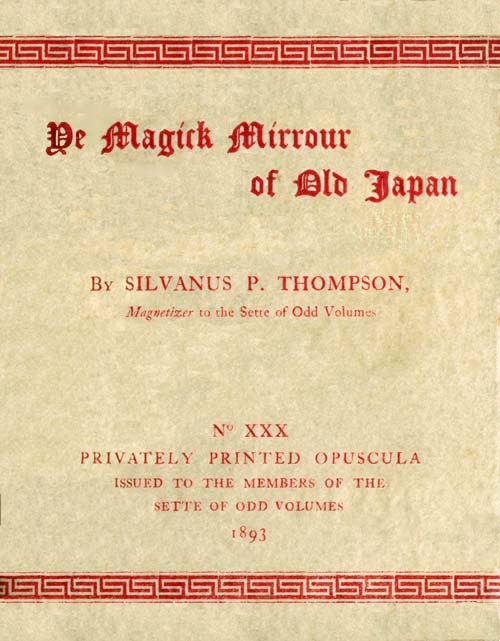 Ye Magick Mirrour
of Old Japan
BY SILVANUS P. THOMPSON,
Magnetizer to the Sette of Odd Volumes
Nº XXX
PRIVATELY PRINTED OPUSCULA
ISSUED TO THE MEMBERS OF THE
SETTE OF ODD VOLUMES
1893